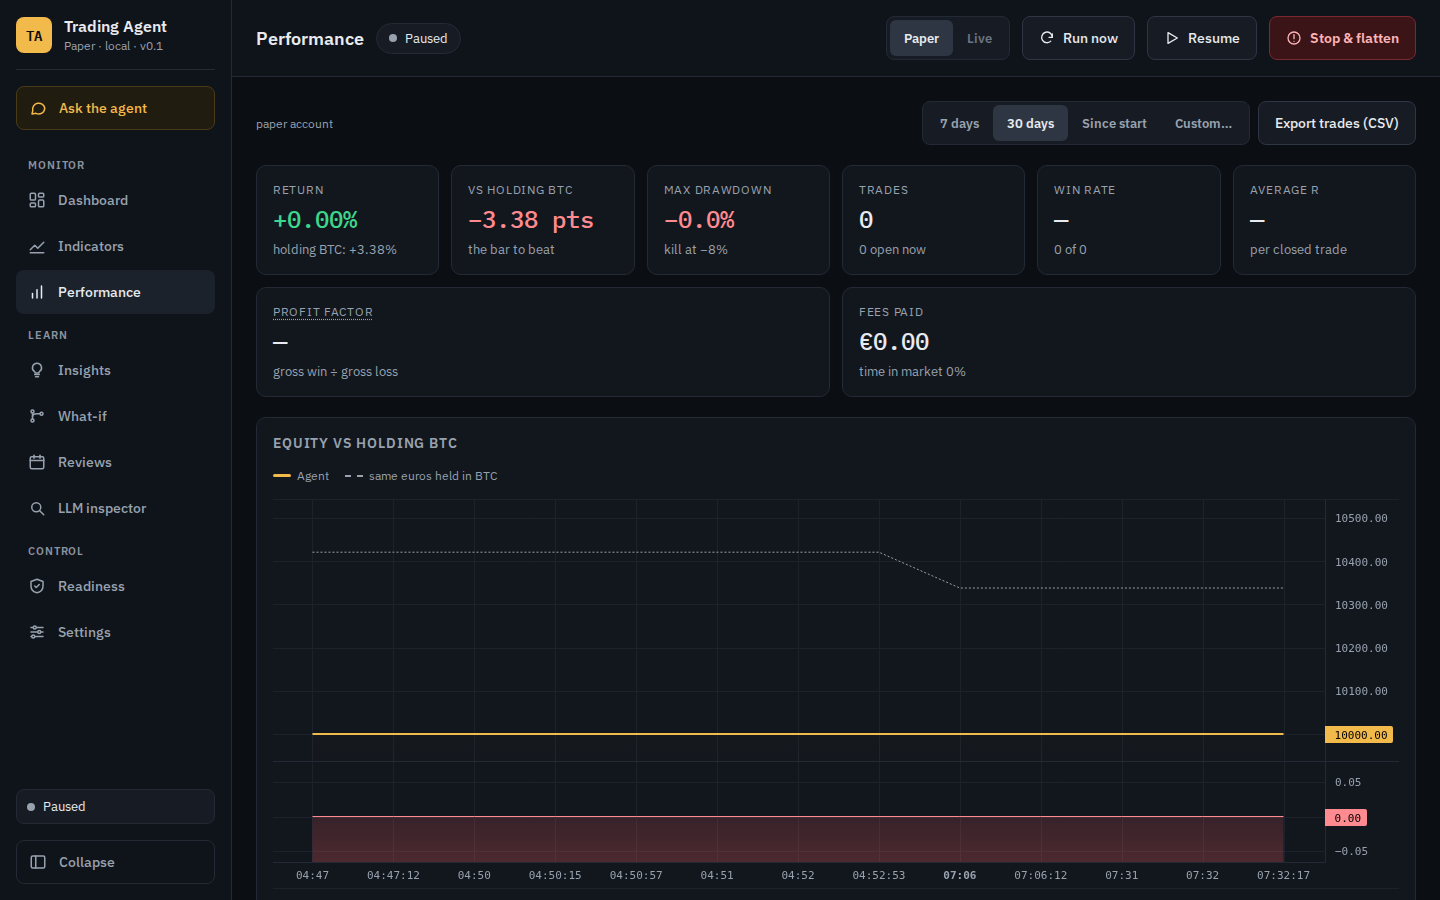 TA
Trading Agent
Paper · local · v0.1
Ask the agent
MONITOR
Dashboard
Indicators
Performance
LEARN
Insights
What-if
Reviews
LLM inspector
CONTROL
Readiness
Settings
Paused
Collapse
Performance
Paused
Paper
Live
Run now
Resume
Stop & flatten
paper account
7 days
30 days
Since start
Custom...
Export trades (CSV)
RETURN
+0.00%
holding BTC: +3.38%
VS HOLDING BTC
−3.38 pts
the bar to beat
MAX DRAWDOWN
−0.0%
kill at −8%
TRADES
0
0 open now
WIN RATE
—
0 of 0
AVERAGE R
—
per closed trade
PROFIT FACTOR
—
gross win ÷ gross loss
FEES PAID
€0.00
time in market 0%
EQUITY VS HOLDING BTC
Agent
same euros held in BTC
10500.00
10400.00
10300.00
10200.00
10100.00
10000.00
0.05
0.00
−0.05
04:47 04:47:12 04:50 04:50:15 04:50:57 04:51 04:52 04:52:53 07:06 07:06:12 07:31 07:32 07:32:17